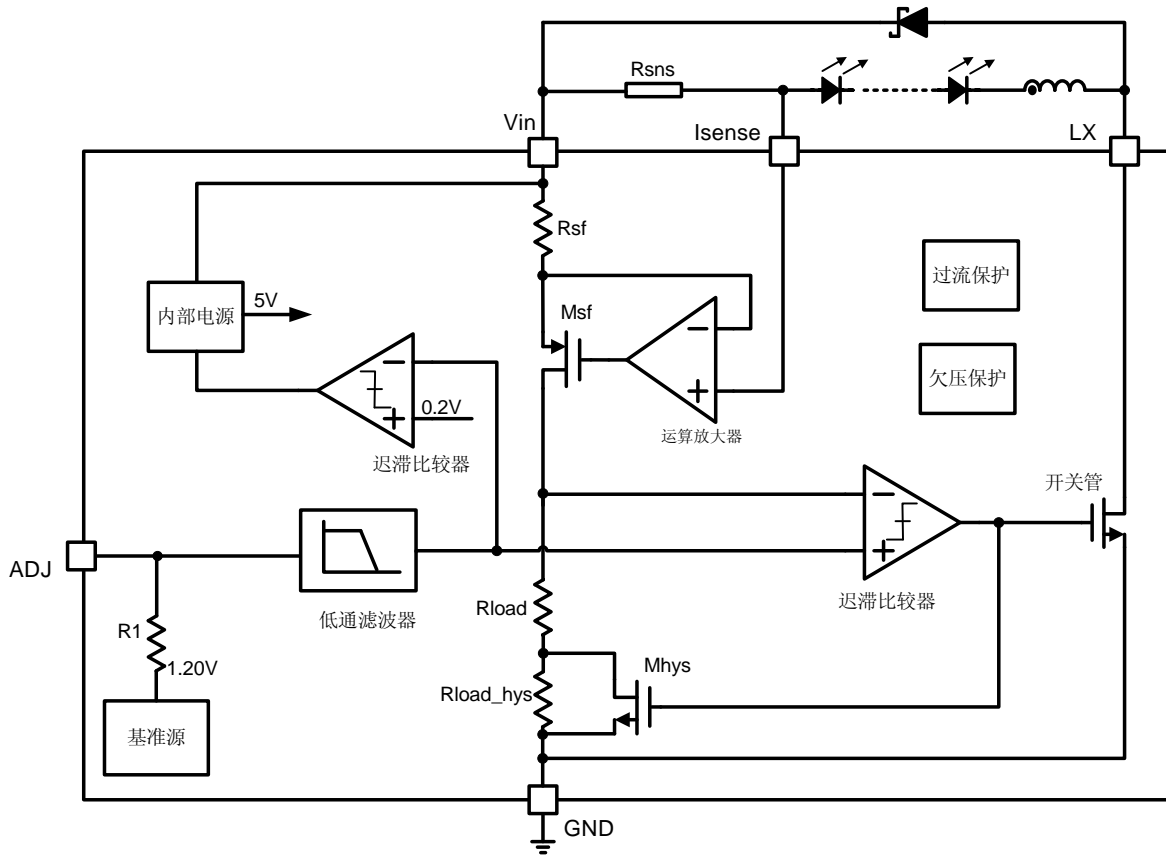 Rsns
Vin
Isense
LX
Rsf
过流保护
内部电源
5V
Msf
欠压保护
0.2V
运算放大器
迟滞比较器
开关管
ADJ
低通滤波器
Rload
迟滞比较器
R1
1.20V
Mhys
Rload_hys
基准源
GND